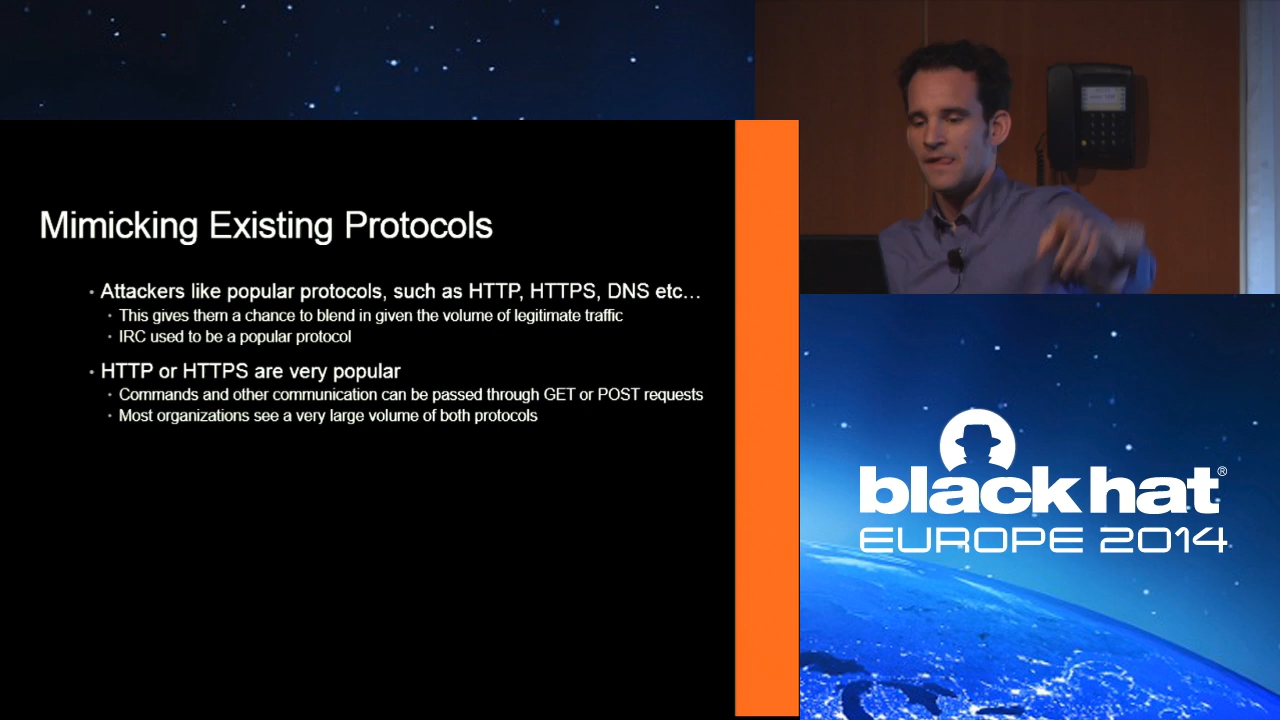 Mimicking Existing Protocols
• Attackers like popular protocols, such as HTTP, HTTPS, DNS etc...
• This gives them a chance to blend in given the volume of legitimate traffic
• IRC used to be a popular protocol
• HTTP or HTTPS are very popular
• Commands and other communication can be passed through GET or POST requests
• Most organizations see a very large volume of both protocols
black hat®
EUROPE 2014